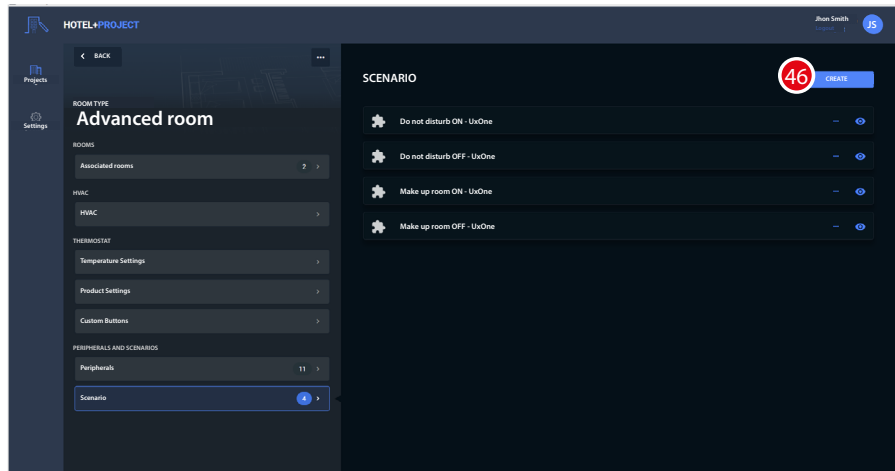 HOTEL+PROJECT
Jhon Smith
Logout
JS
BACK
...
Projects
Settings
ROOM TYPE
Advanced room
ROOMS
Associated rooms 2
HVAC
HVAC
THERMOSTAT
Temperature Settings
Product Settings
Custom Buttons
PERIPHERALS AND SCENARIOS
Peripherals 11
Scenario 4
SCENARIO
46 CREATE
Do not disturb ON - UxOne
Do not disturb OFF - UxOne
Make up room ON - UxOne
Make up room OFF - UxOne